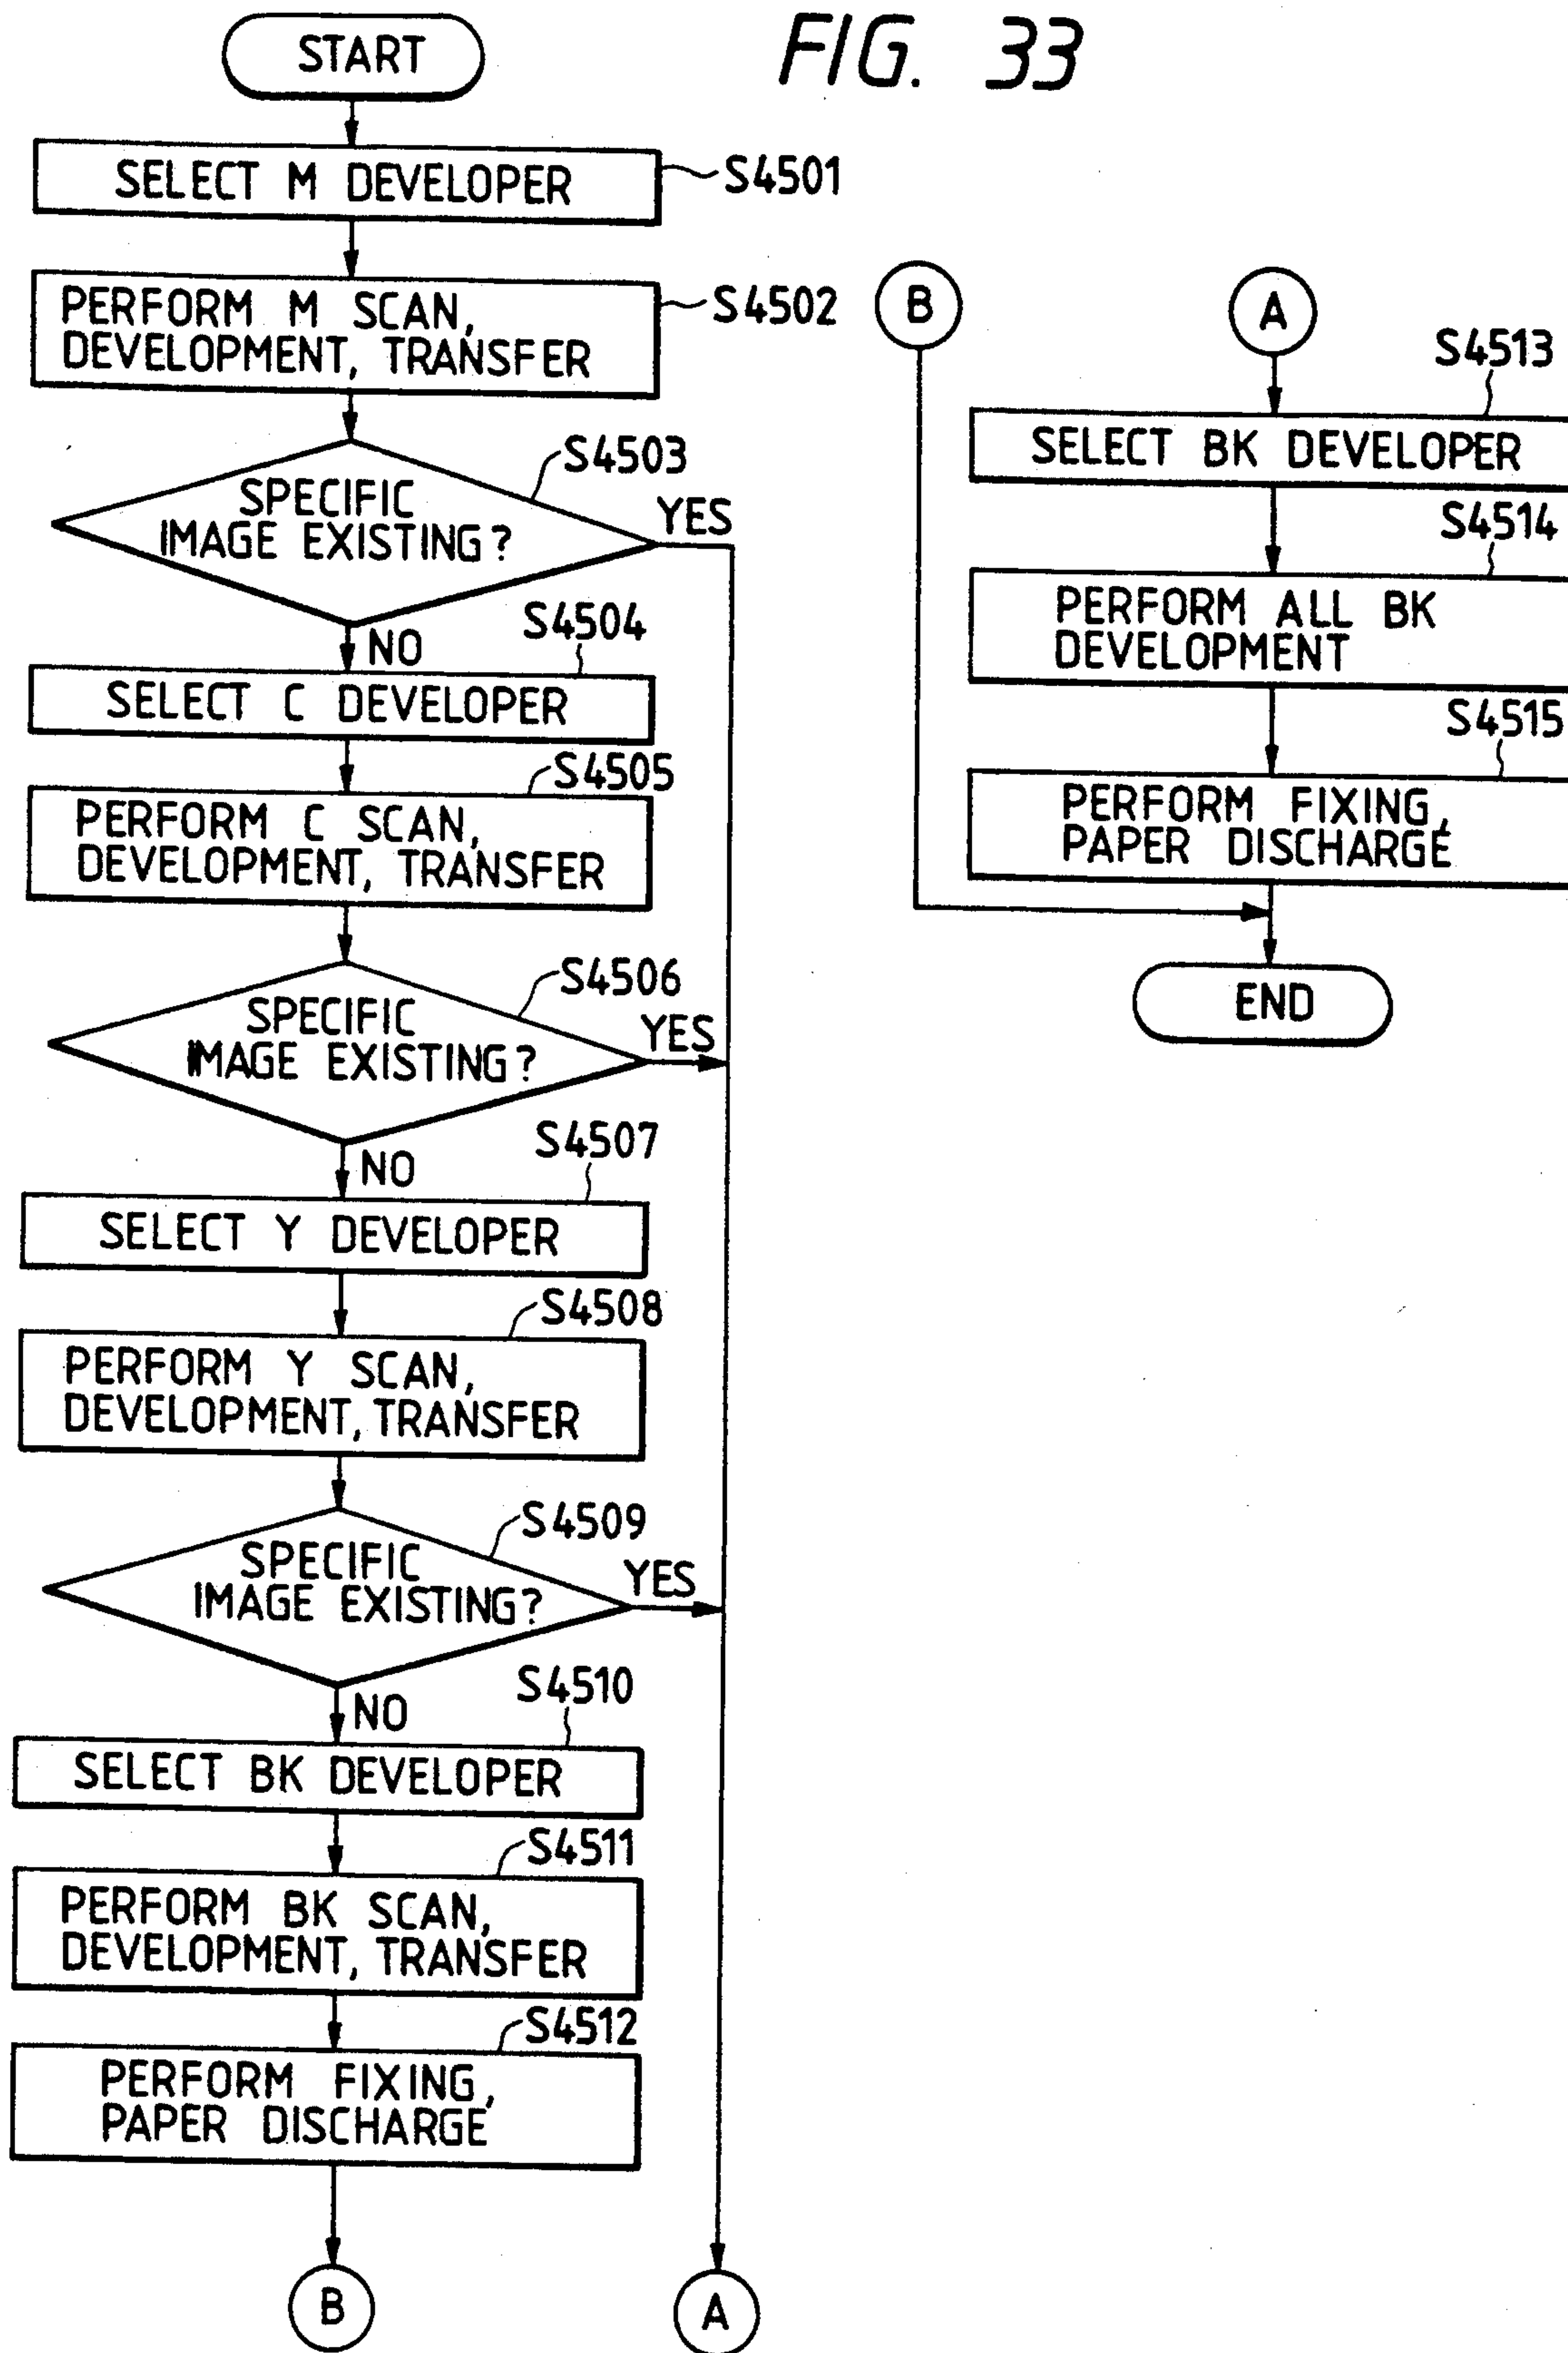 FIG. 33
START
SELECT M DEVELOPER
S4501
PERFORM M SCAN,
DEVELOPMENT, TRANSFER
S4502
SPECIFIC
IMAGE EXISTING?
S4503
YES
NO
S4504
SELECT C DEVELOPER
S4505
PERFORM C SCAN,
DEVELOPMENT, TRANSFER
S4506
SPECIFIC
IMAGE EXISTING?
YES
NO
S4507
SELECT Y DEVELOPER
S4508
PERFORM Y SCAN,
DEVELOPMENT, TRANSFER
S4509
SPECIFIC
IMAGE EXISTING?
YES
NO
S4510
SELECT BK DEVELOPER
S4511
PERFORM BK SCAN,
DEVELOPMENT, TRANSFER
S4512
PERFORM FIXING,
PAPER DISCHARGE
B
A
B
A
S4513
SELECT BK DEVELOPER
S4514
PERFORM ALL BK
DEVELOPMENT
S4515
PERFORM FIXING,
PAPER DISCHARGE
END